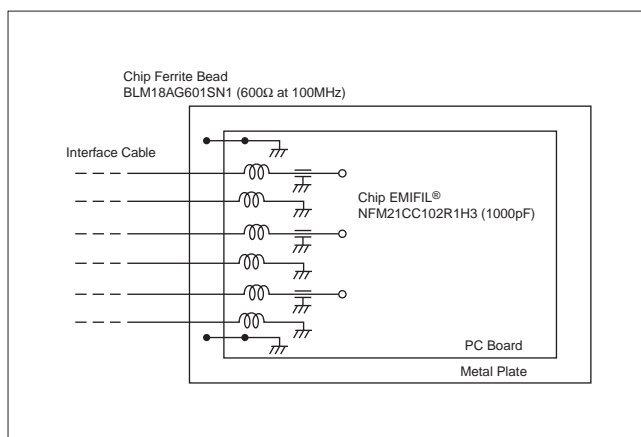 Chip Ferrite Bead
BLM18AG601SN1 (600Ω at 100MHz)
Interface Cable
Chip EMIFIL®
NFM21CC102R1H3 (1000pF)
PC Board
Metal Plate